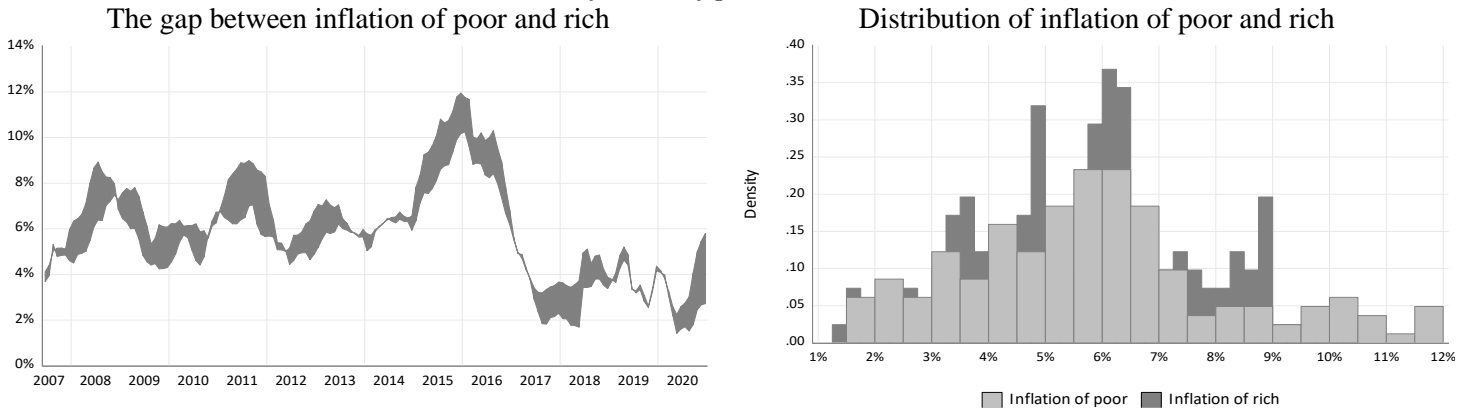 The gap between inflation of poor and rich
14%
12%
10%
8%
6%
4%
2%
0%
2007 2008 2009 2010 2011 2012 2013 2014 2015 2016 2017 2018 2019 2020
Distribution of inflation of poor and rich
.40
.35
.30
.25
.20
.15
.10
.05
.00
Density
1% 2% 3% 4% 5% 6% 7% 8% 9% 10% 11% 12%
Inflation of poor Inflation of rich